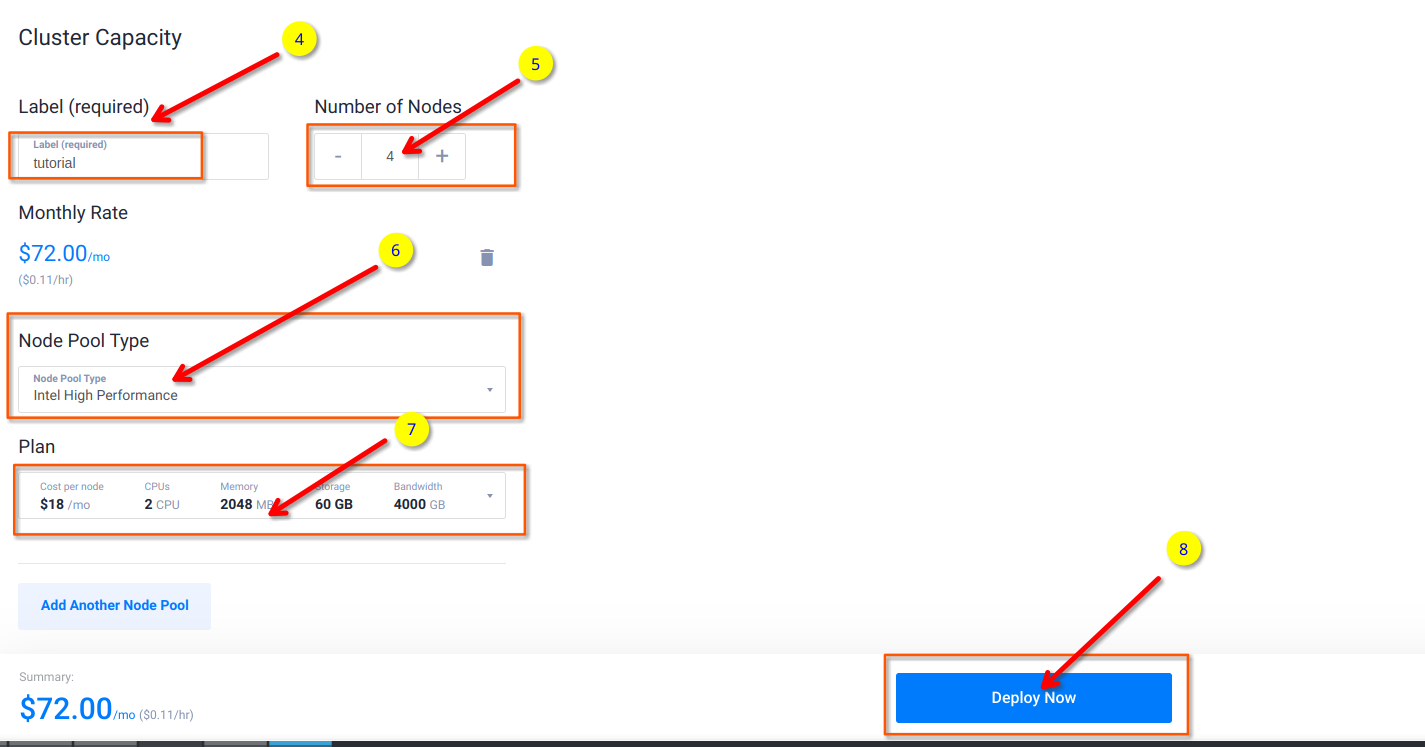 Cluster Capacity
4
5
Label (required)
Number of Nodes
Label (required)
tutorial
- 4 +
Monthly Rate
$72.00/mo
6
($0.11/hr)
Node Pool Type
Node Pool Type
Intel High Performance
7
Plan
Cost per node CPUs Memory Storage Bandwidth
$18 /mo 2 CPU 2048 MB 60 GB 4000 GB
8
Add Another Node Pool
Summary:
$72.00/mo ($0.11/hr)
Deploy Now